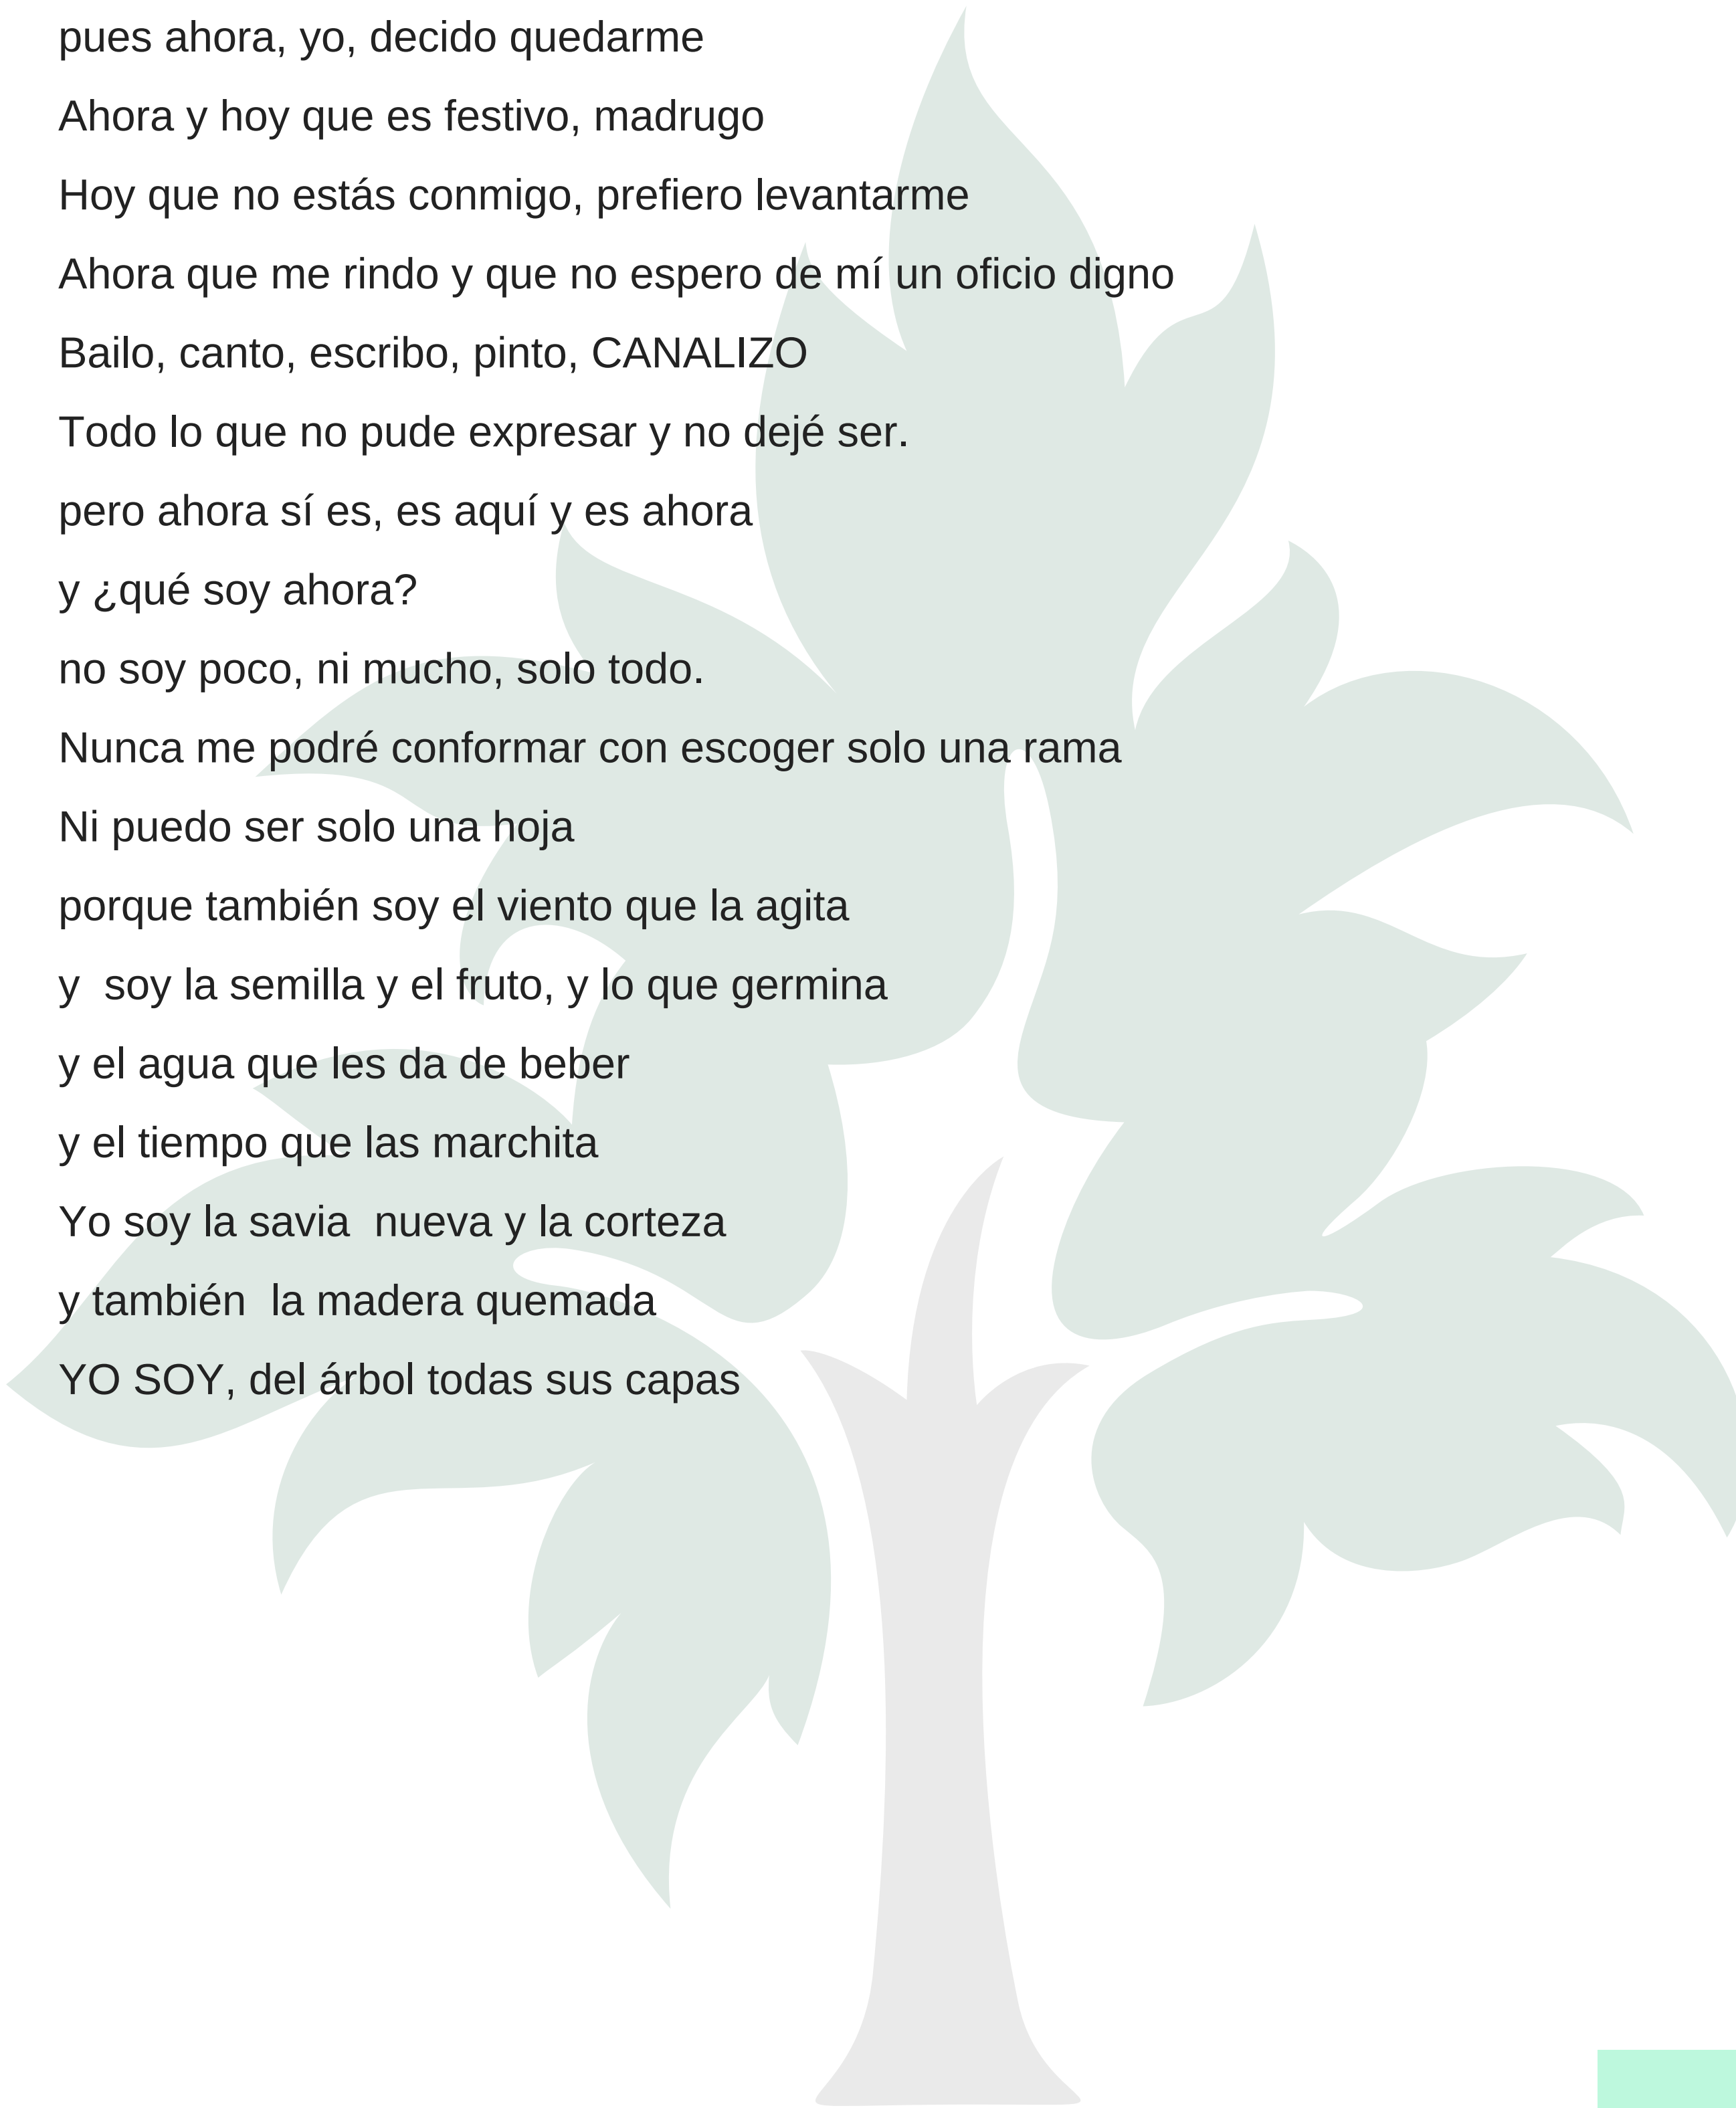 pues ahora, yo, decido quedarme
Ahora y hoy que es festivo, madrugo
Hoy que no estás conmigo, prefiero levantarme
Ahora que me rindo y que no espero de mí un oficio digno
Bailo, canto, escribo, pinto, CANALIZO
Todo lo que no pude expresar y no dejé ser.
pero ahora sí es, es aquí y es ahora
y ¿qué soy ahora?
no soy poco, ni mucho, solo todo.
Nunca me podré conformar con escoger solo una rama
Ni puedo ser solo una hoja
porque también soy el viento que la agita
y  soy la semilla y el fruto, y lo que germina
y el agua que les da de beber
y el tiempo que las marchita
Yo soy la savia  nueva y la corteza
y también  la madera quemada
YO SOY, del árbol todas sus capas